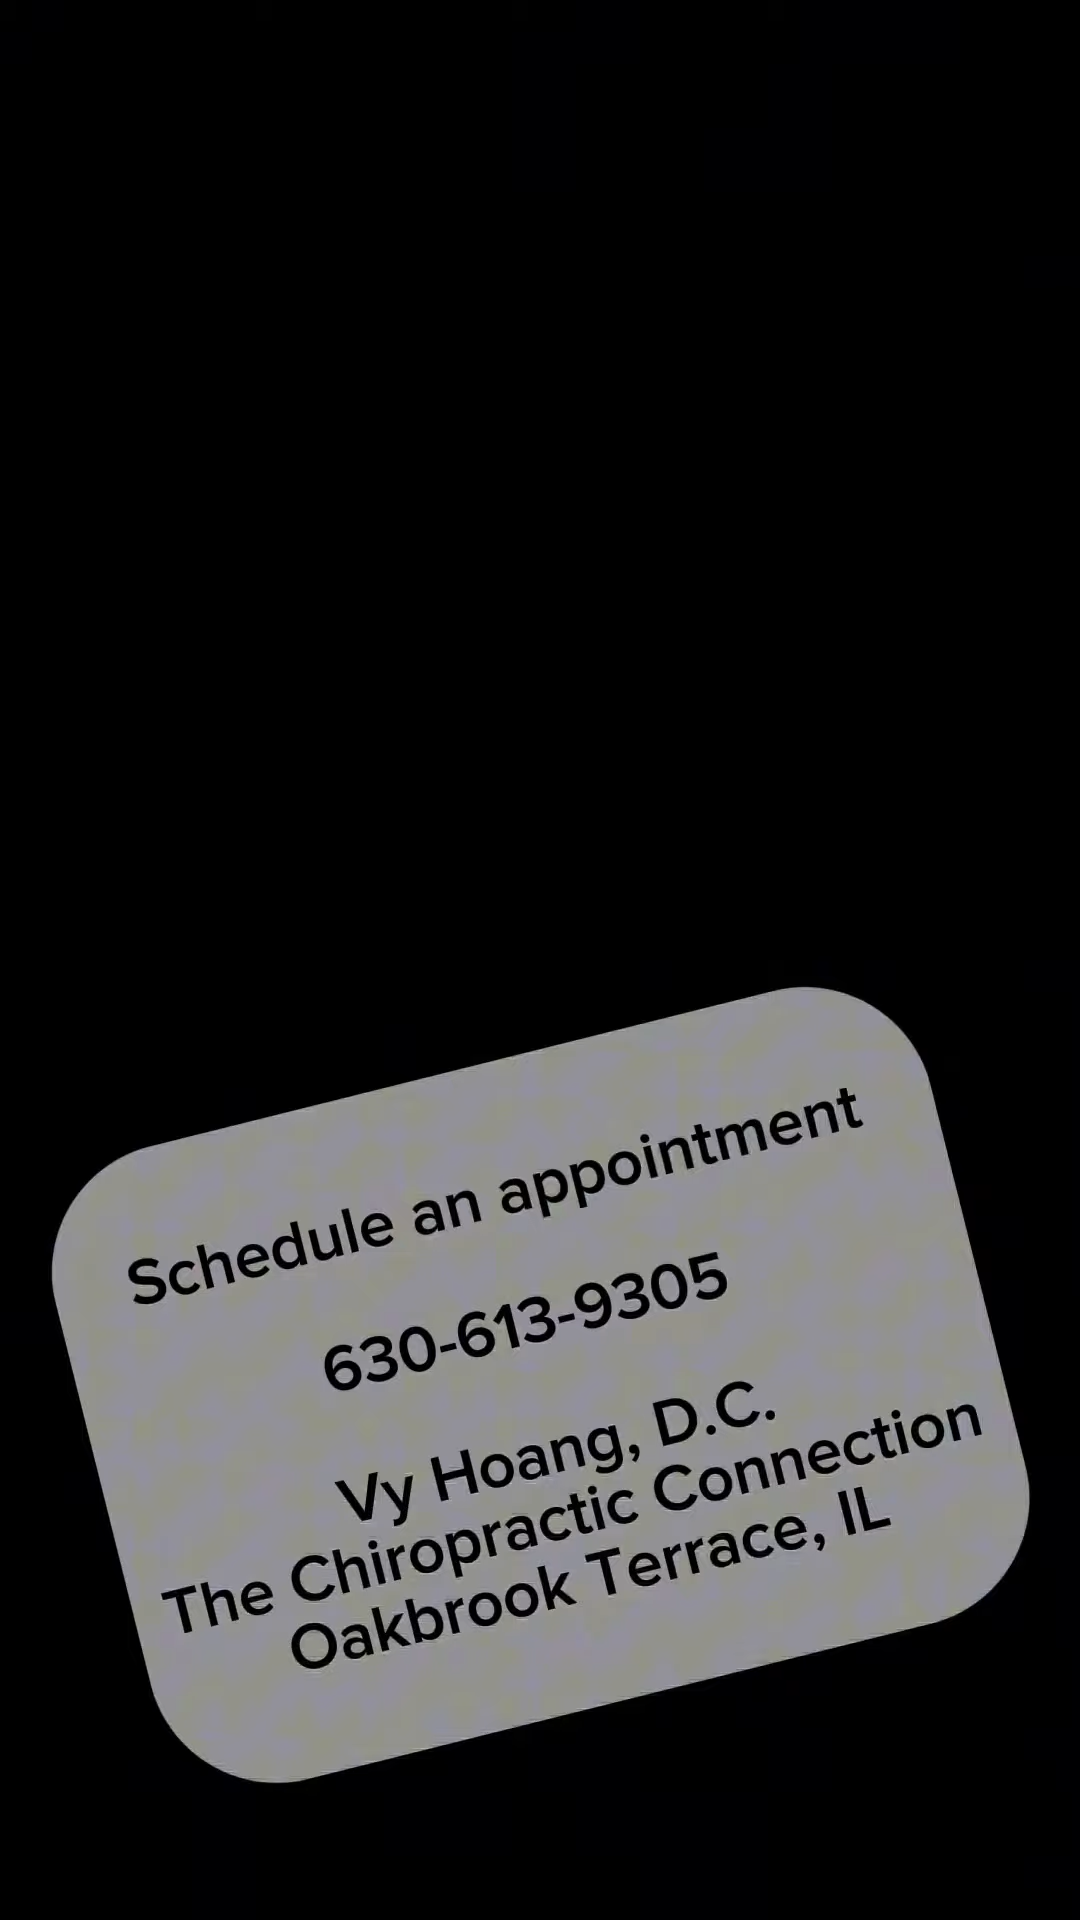 Schedule an appointment
630-613-9305
Vy Hoang, D.C.
The Chiropractic Connection
Oakbrook Terrace, IL